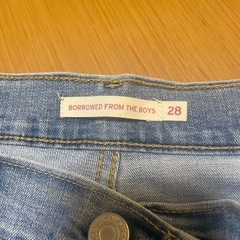 BORROWED FROM THE BOYS 28